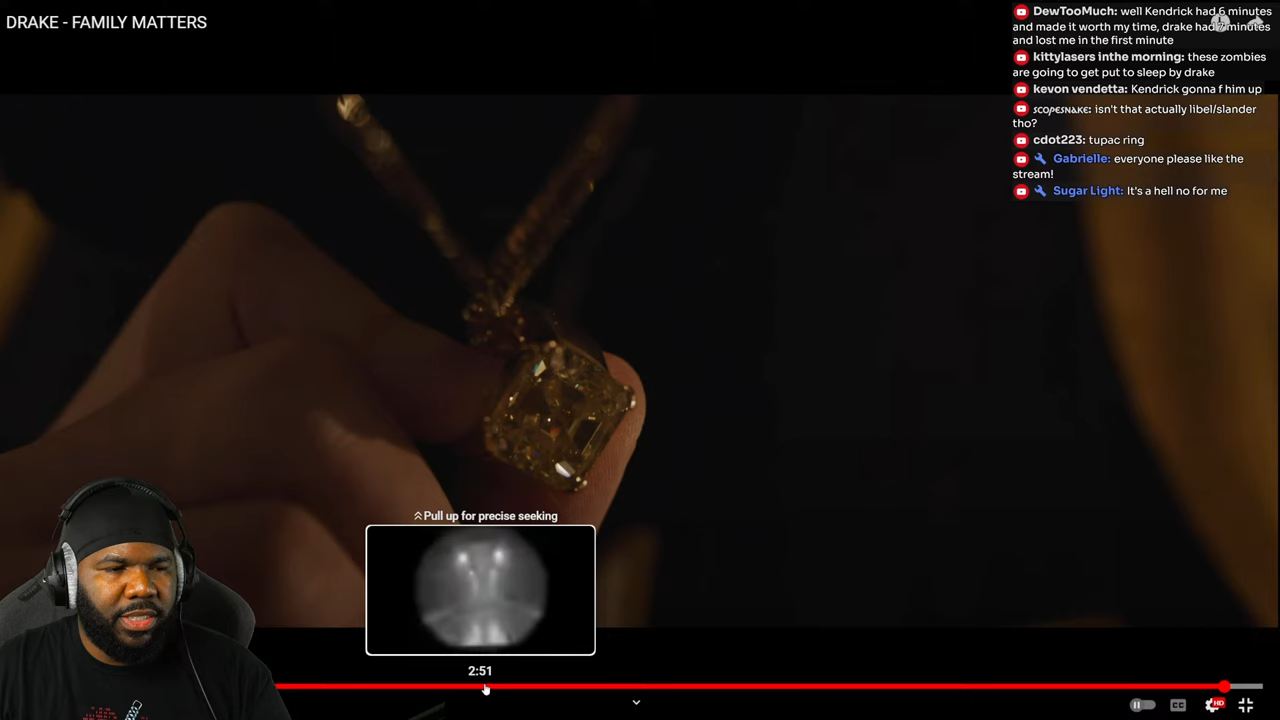 DRAKE - FAMILY MATTERS
DewTooMuch: well Kendrick had 6 minutes
and made it worth my time, drake had 7 minutes
and lost me in the first minute
kittylasers inthe morning: these zombies
are going to get put to sleep by drake
kevon vendetta: Kendrick gonna f him up
scopesnake: isn't that actually libel/slander
tho?
cdot223: tupac ring
Gabrielle: everyone please like the
stream!
Sugar Light: It's a hell no for me
Pull up for precise seeking
2:51
CC
HD